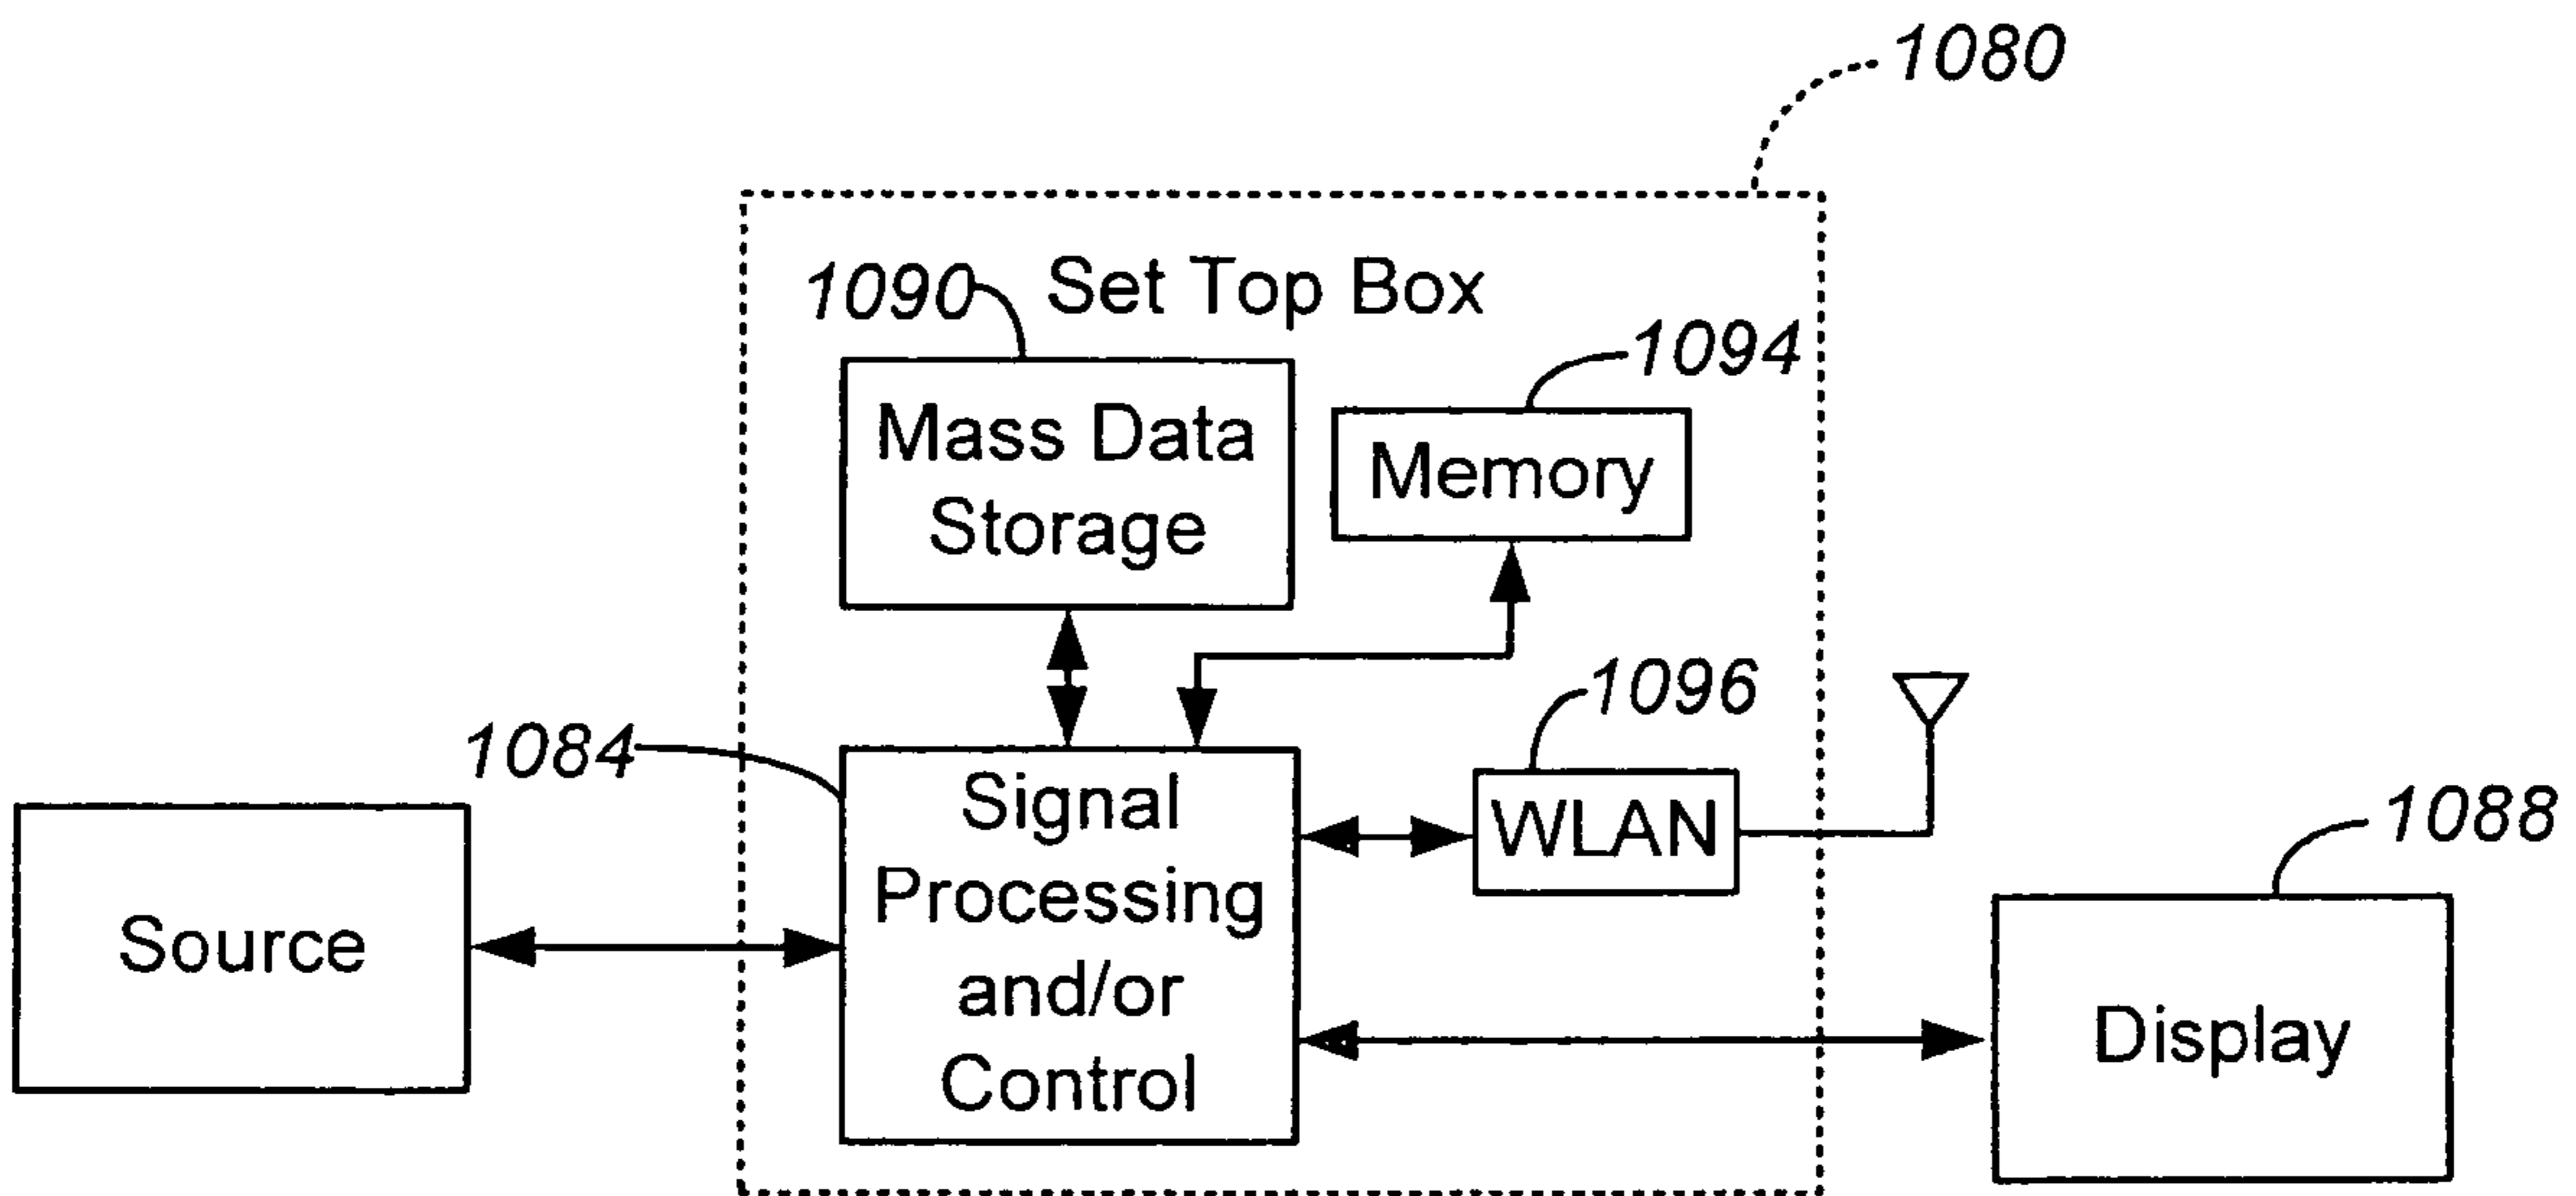 1080
Set Top Box
1090
Mass Data
Storage
1094
Memory
1084
Signal
Processing
and/or
Control
1096
WLAN
Source
1088
Display